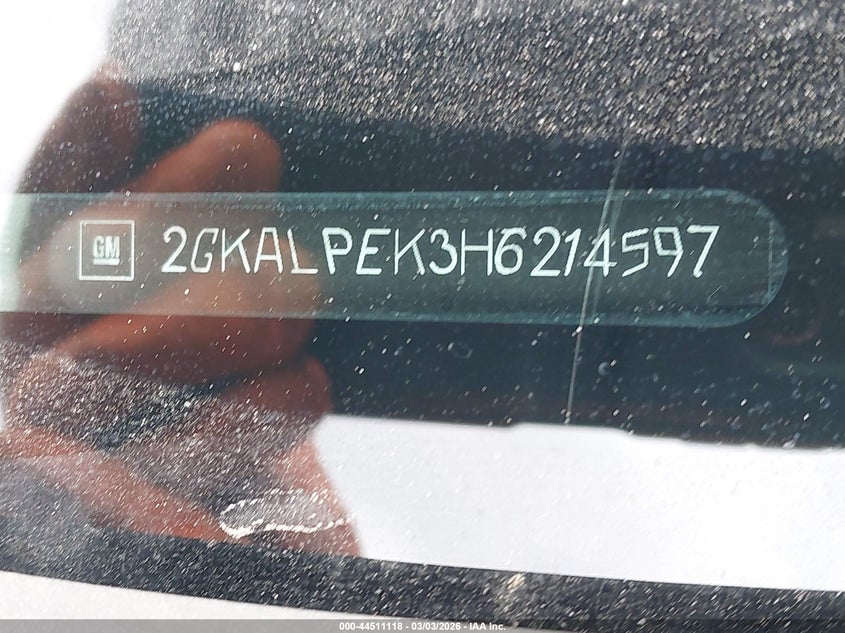 GM 2GKALPEK3H6214597
000-44511118 - 03/03/2026 - IAA Inc.